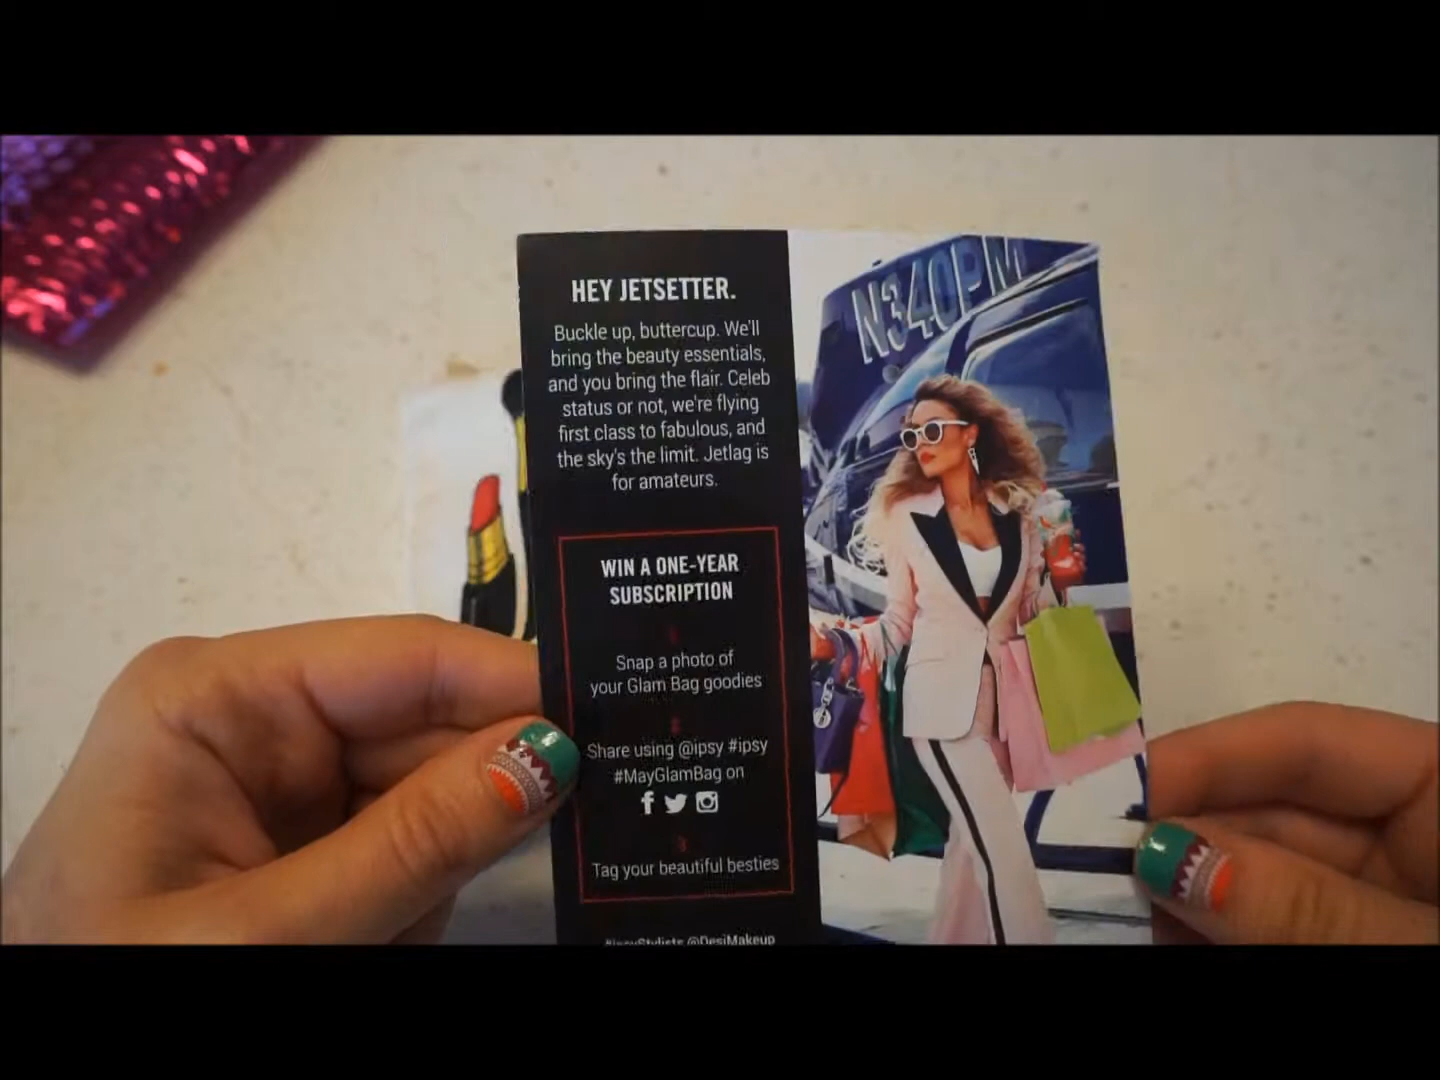 HEY JETSETTER.
Buckle up, buttercup. We'll
bring the beauty essentials,
and you bring the flair. Celeb
status or not, we're flying
first class to fabulous, and
the sky's the limit. Jetlag is
for amateurs.
WIN A ONE-YEAR
SUBSCRIPTION
1
Snap a photo of
your Glam Bag goodies
2
Share using @ipsy #ipsy
#MayGlamBag on
3
Tag your beautiful besties
#ipsyStylists @DesiMakeup
N340PM